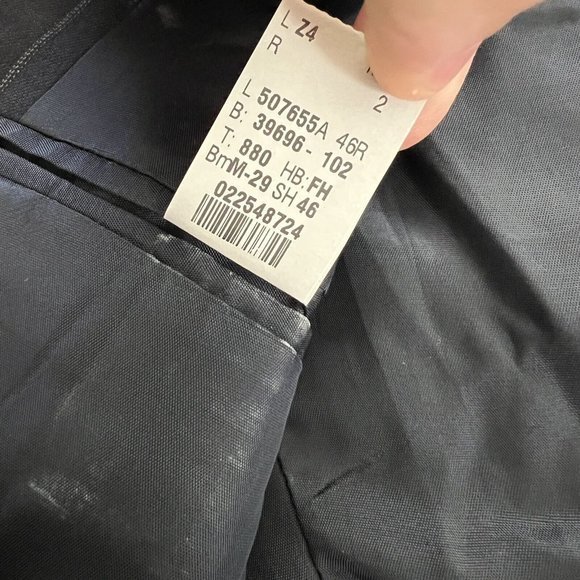 L Z4
R
2
L 507655A 46R
B: 39696-102
T: 880 HB:FH
BmM-29 SH 46
022548724